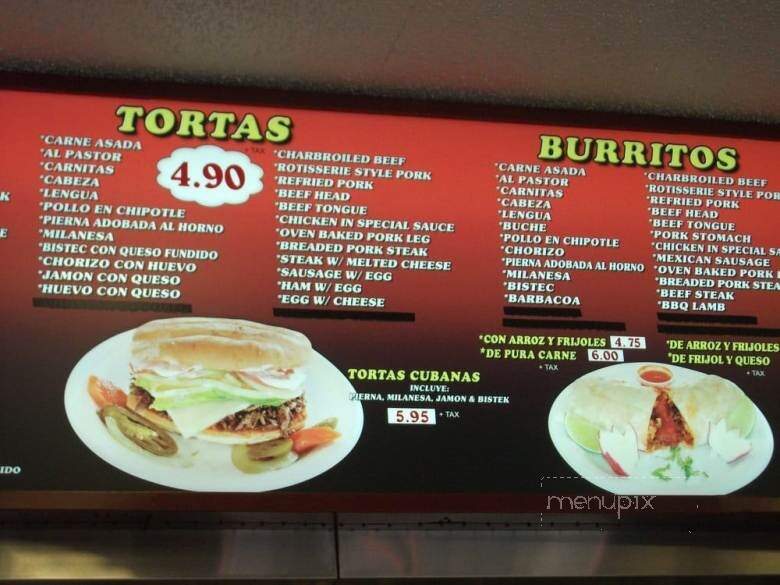 TORTAS
+ TAX
4.90
*CARNE ASADA
*AL PASTOR
*CARNITAS
*CABEZA
*LENGUA
*POLLO EN CHIPOTLE
*PIERNA ADOBADA AL HORNO
*MILANESA
*BISTEC CON QUESO FUNDIDO
*CHORIZO CON HUEVO
*JAMON CON QUESO
*HUEVO CON QUESO
*CHARBROILED BEEF
*ROTISSERIE STYLE PORK
*REFRIED PORK
*BEEF HEAD
*BEEF TONGUE
*CHICKEN IN SPECIAL SAUCE
*OVEN BAKED PORK LEG
*BREADED PORK STEAK
*STEAK W/ MELTED CHEESE
*SAUSAGE W/ EGG
*HAM W/ EGG
*EGG W/ CHEESE
TORTAS CUBANAS
INCLUYE:
PIERNA, MILANESA, JAMON & BISTEK
5.95 + TAX
BURRITOS
*CARNE ASADA
*AL PASTOR
*CARNITAS
*CABEZA
*LENGUA
*BUCHE
*POLLO EN CHIPOTLE
*CHORIZO
*PIERNA ADOBADA AL HORNO
*MILANESA
*BISTEC
*BARBACOA
*CHARBROILED BEEF
*ROTISSERIE STYLE POR
*REFRIED PORK
*BEEF HEAD
*BEEF TONGUE
*PORK STOMACH
*CHICKEN IN SPECIAL SA
*MEXICAN SAUSAGE
*OVEN BAKED PORK
*BREADED PORK STEA
*BEEF STEAK
*BBQ LAMB
*CON ARROZ Y FRIJOLES 4.75
*DE PURA CARNE 6.00
+ TAX
*DE ARROZ Y FRIJOLES
*DE FRIJOL Y QUESO
+ TAX
K
E
IDO
menupix